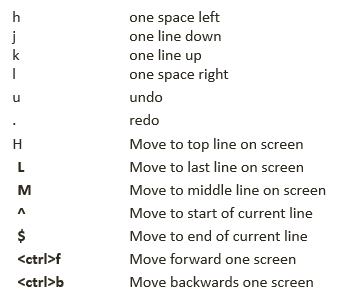 h one space left
j one line down
k one line up
l one space right
u undo
. redo
H Move to top line on screen
L Move to last line on screen
M Move to middle line on screen
^ Move to start of current line
$ Move to end of current line
<ctrl>f Move forward one screen
<ctrl>b Move backwards one screen